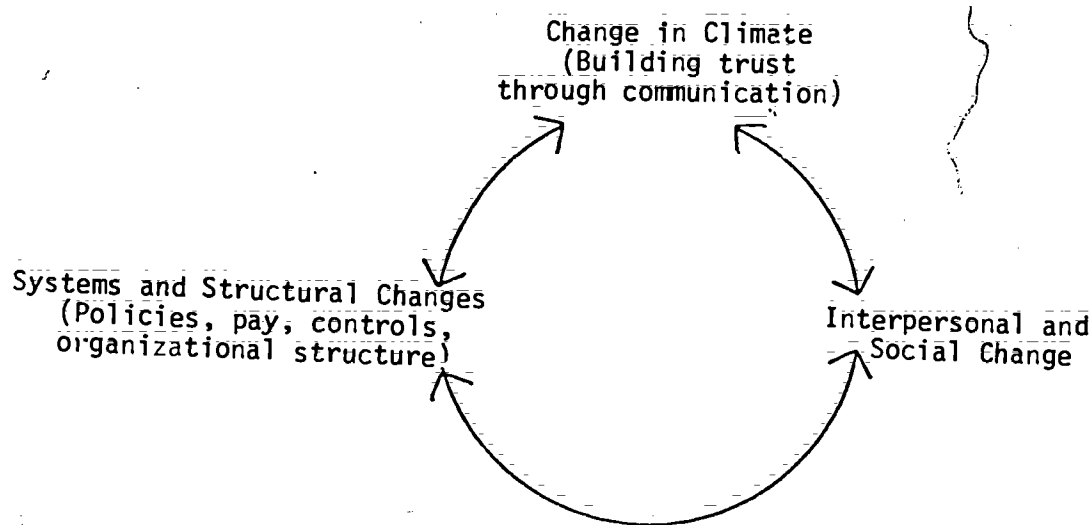 Change in Climate
(Building trust
through communication)
Systems and Structural Changes
(Policies, pay, controls,
organizational structure)
Interpersonal and
Social Change